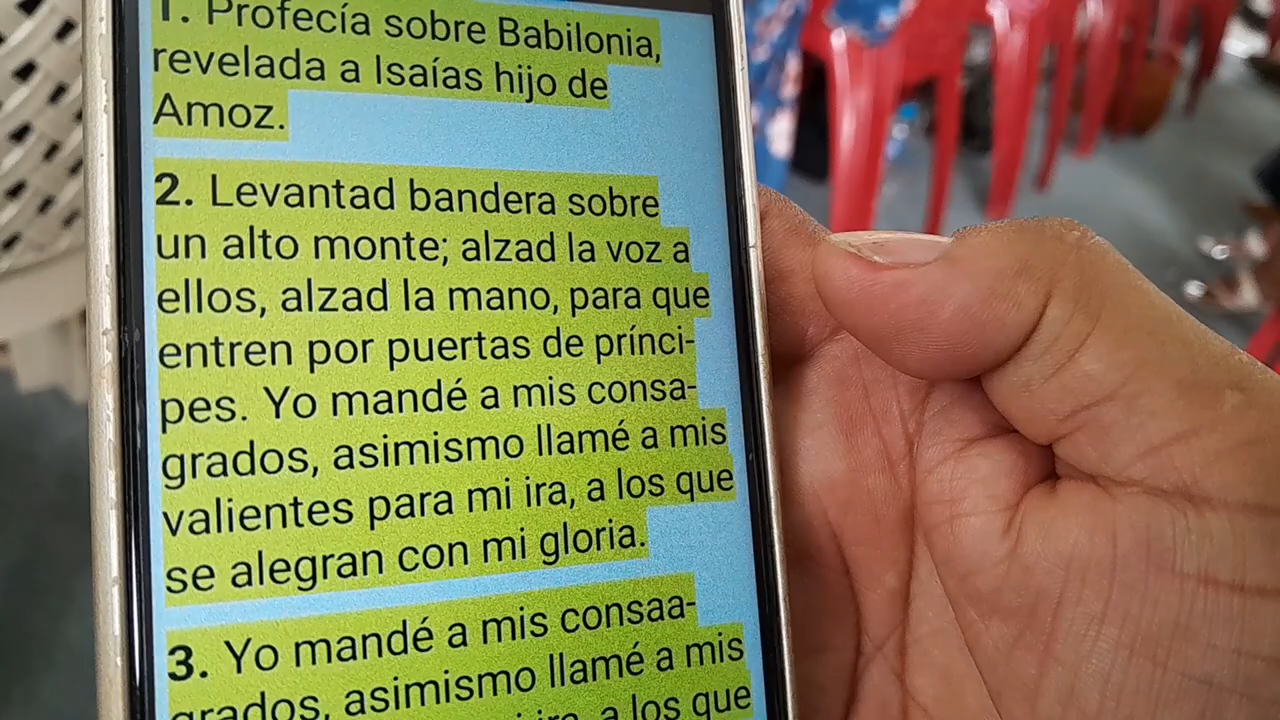 1. Profecía sobre Babilonia,
revelada a Isaías hijo de
Amoz.
2. Levantad bandera sobre
un alto monte; alzad la voz a
ellos, alzad la mano, para que
entren por puertas de prínci-
pes. Yo mandé a mis consa-
grados, asimismo llamé a mis
valientes para mi ira, a los que
se alegran con mi gloria.
3. Yo mandé a mis consaa-
grados, asimismo llamé a mis
ira, a los que